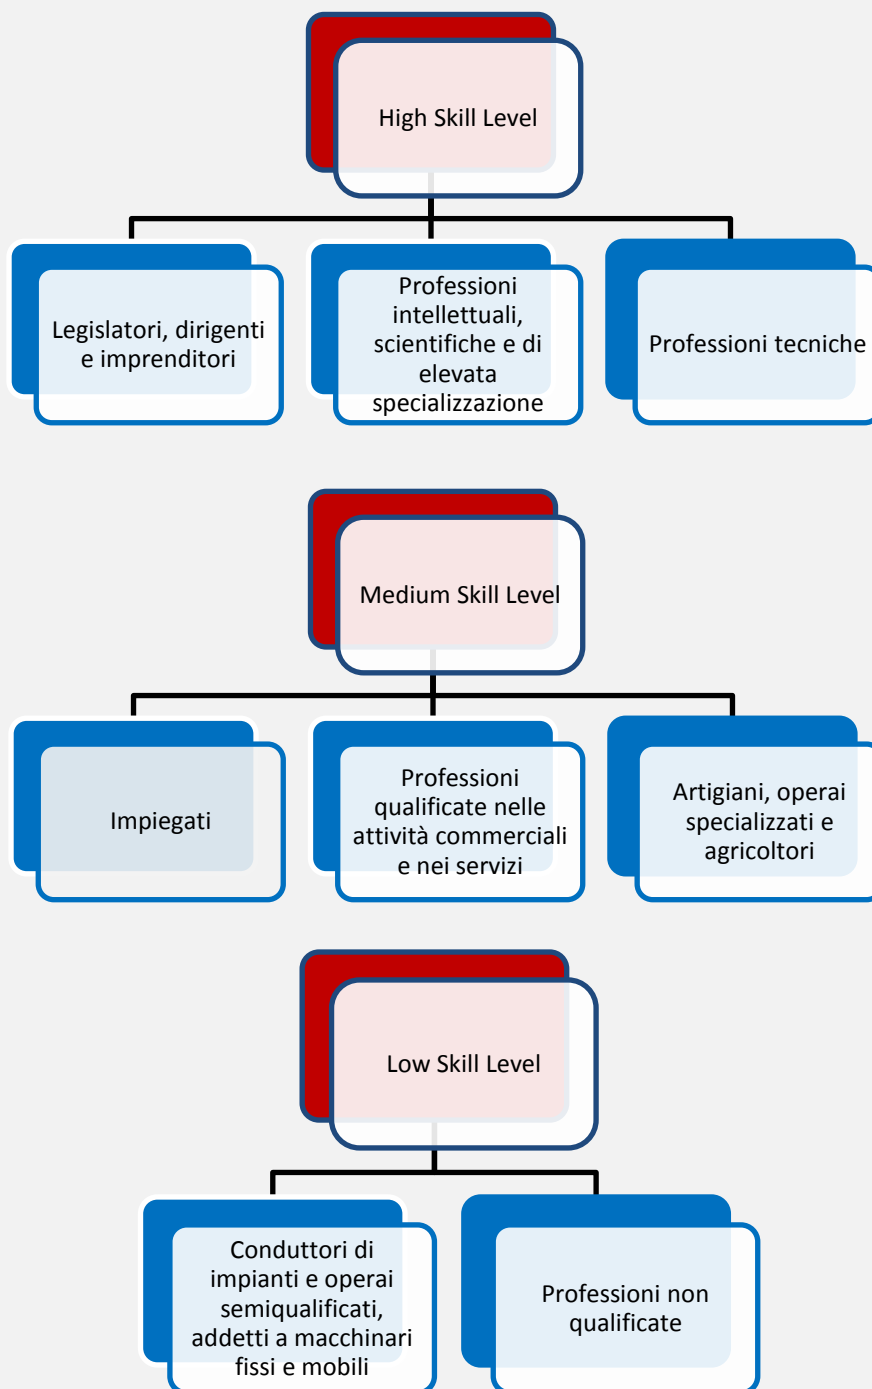 High Skill Level
Legislatori, dirigenti
e imprenditori
Professioni
intellettuali,
scientifiche e di
elevata
specializzazione
Professioni tecniche
Medium Skill Level
Impiegati
Professioni
qualificate nelle
attività commerciali
e nei servizi
Artigiani, operai
specializzati e
agricoltori
Low Skill Level
Conduttori di
impianti e operai
semiqualificati,
addetti a macchinari
fissi e mobili
Professioni non
qualificate